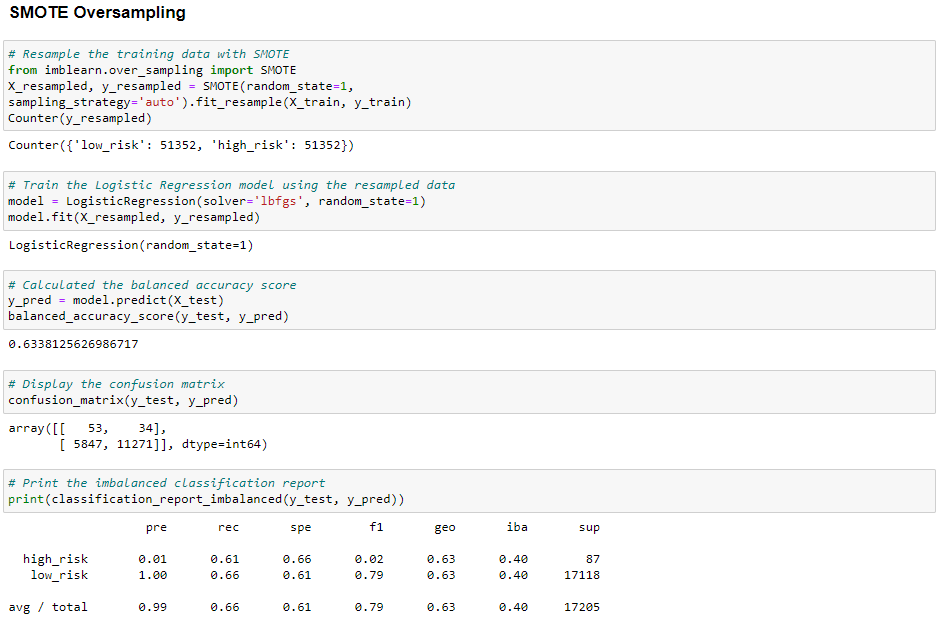 SMOTE Oversampling
# Resample the training data with SMOTE
from imblearn.over_sampling import SMOTE
X_resampled, y_resampled = SMOTE(random_state=1,
sampling_strategy='auto').fit_resample(X_train, y_train)
Counter(y_resampled)
Counter({'low_risk': 51352, 'high_risk': 51352})
# Train the Logistic Regression model using the resampled data
model = LogisticRegression(solver='lbfgs', random_state=1)
model.fit(X_resampled, y_resampled)
LogisticRegression(random_state=1)
# Calculated the balanced accuracy score
y_pred = model.predict(X_test)
balanced_accuracy_score(y_test, y_pred)
0.6338125626986717
# Display the confusion matrix
confusion_matrix(y_test, y_pred)
array([[   53,    34],
       [ 5847, 11271]], dtype=int64)
# Print the imbalanced classification report
print(classification_report_imbalanced(y_test, y_pred))
                   pre       rec       spe        f1       geo       iba       sup
  high_risk       0.01      0.61      0.66      0.02      0.63      0.40        87
   low_risk       1.00      0.66      0.61      0.79      0.63      0.40     17118
avg / total       0.99      0.66      0.61      0.79      0.63      0.40     17205